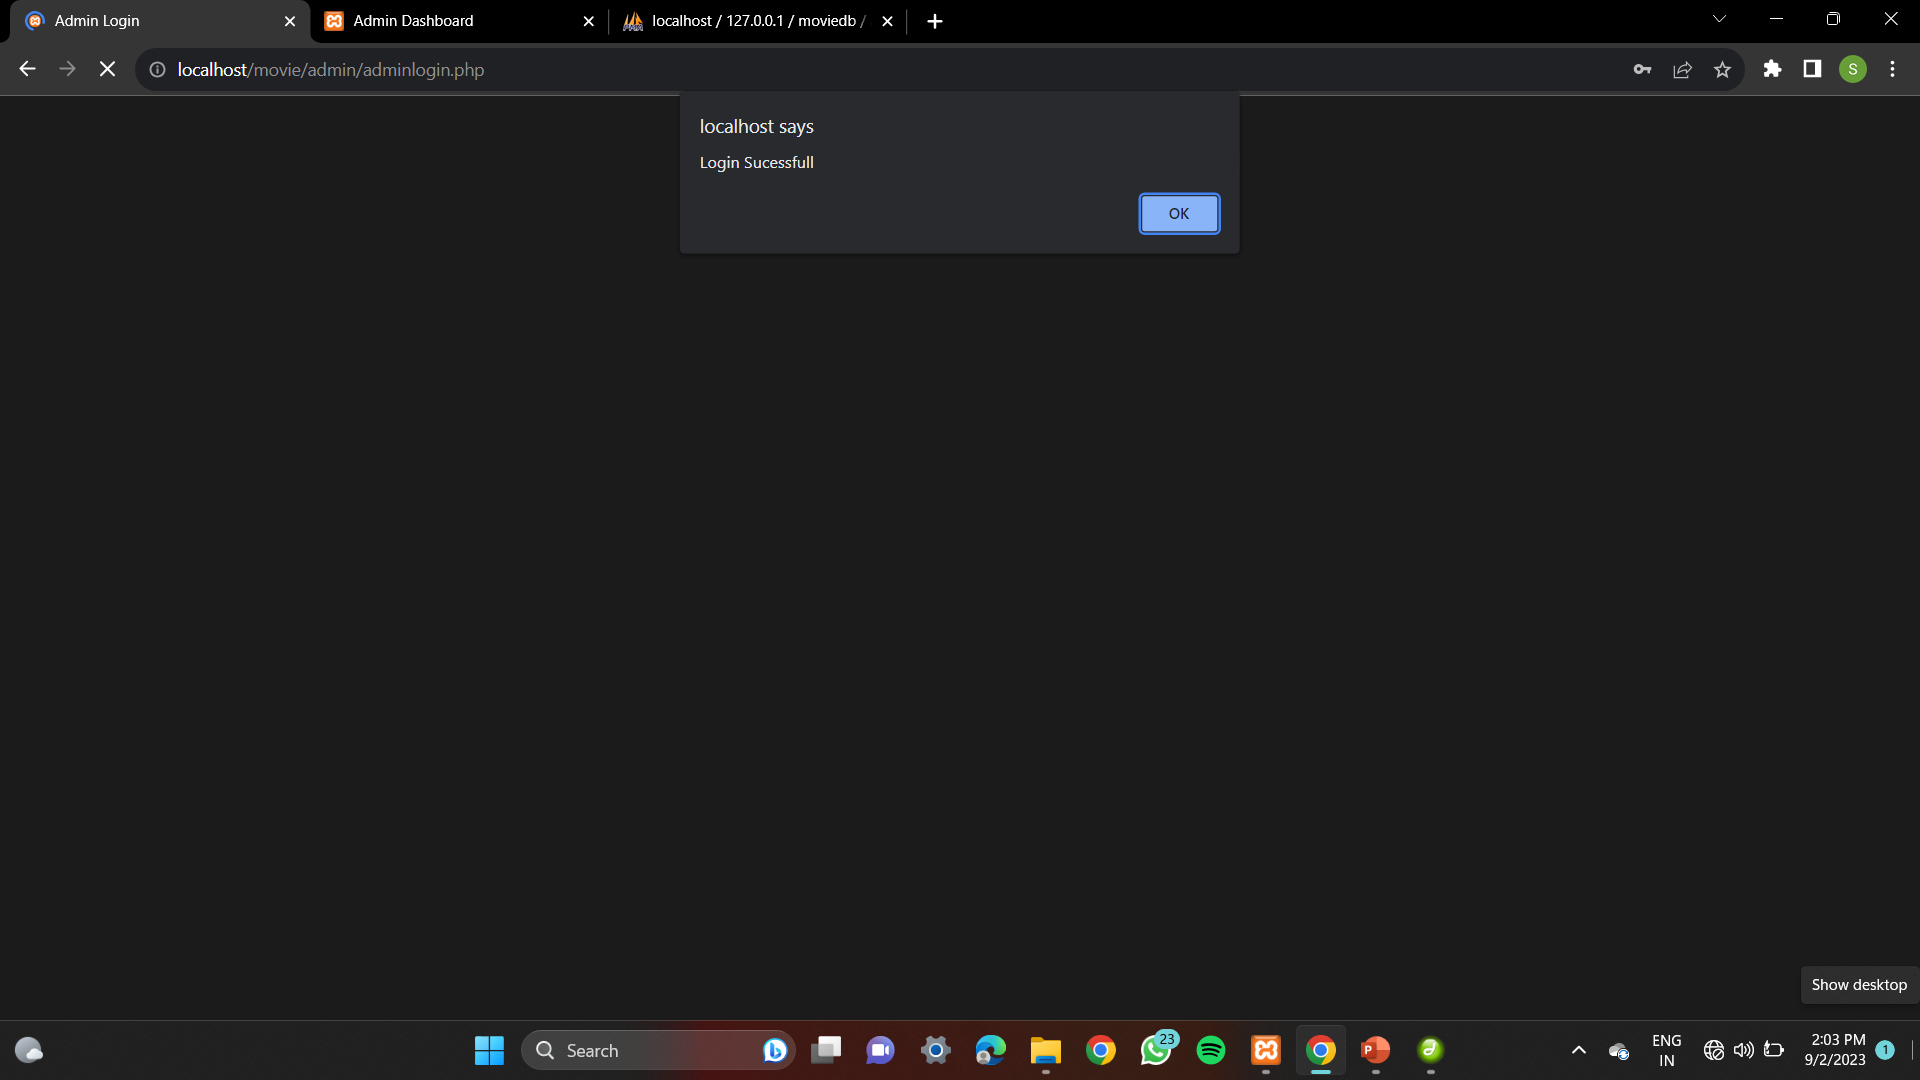 Admin Login
Admin Dashboard
localhost / 127.0.0.1 / moviedb /
localhost/movie/admin/adminlogin.php
S
localhost says
Login Sucessfull
OK
Show desktop
Search
23
ENG
IN
2:03 PM
9/2/2023
1